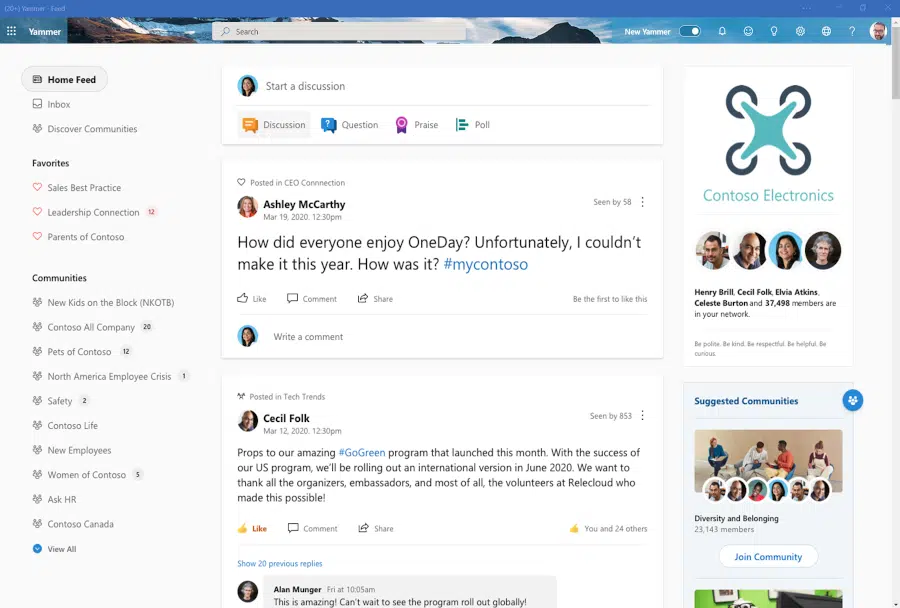 (20+) Yammer - Feed
Yammer
Search
New Yammer
?
Home Feed
Inbox
Discover Communities
Favorites
Sales Best Practice
Leadership Connection 12
Parents of Contoso
Communities
New Kids on the Block (NKOTB)
Contoso All Company 20
Pets of Contoso 12
North America Employee Crisis 1
Safety 2
Contoso Life
New Employees
Women of Contoso 5
Ask HR
Contoso Canada
View All
Start a discussion
Discussion Question Praise Poll
Posted in CEO Connnection
Ashley McCarthy
Mar 19, 2020. 12:30pm
Seen by 58
How did everyone enjoy OneDay? Unfortunately, I couldn't
make it this year. How was it? #mycontoso
Like Comment Share Be the first to like this
Write a comment
Posted in Tech Trends
Cecil Folk
Mar 12, 2020. 12:30pm
Seen by 853
Props to our amazing #GoGreen program that launched this month. With the success of
our US program, we'll be rolling out an international version in June 2020. We want to
thank all the organizers, embassadors, and most of all, the volunteers at Relecloud who
made this possible!
Like Comment Share You and 24 others
Show 20 previous replies
Alan Munger Fri at 10:05am
This is amazing! Can't wait to see the program roll out globally!
Contoso Electronics
Henry Brill, Cecil Folk, Elvia Atkins,
Celeste Burton and 37,498 members are
in your network.
Be polite. Be kind. Be respectful. Be helpful. Be
curious.
Suggested Communities
Diversity and Belonging
23,143 members
Join Community